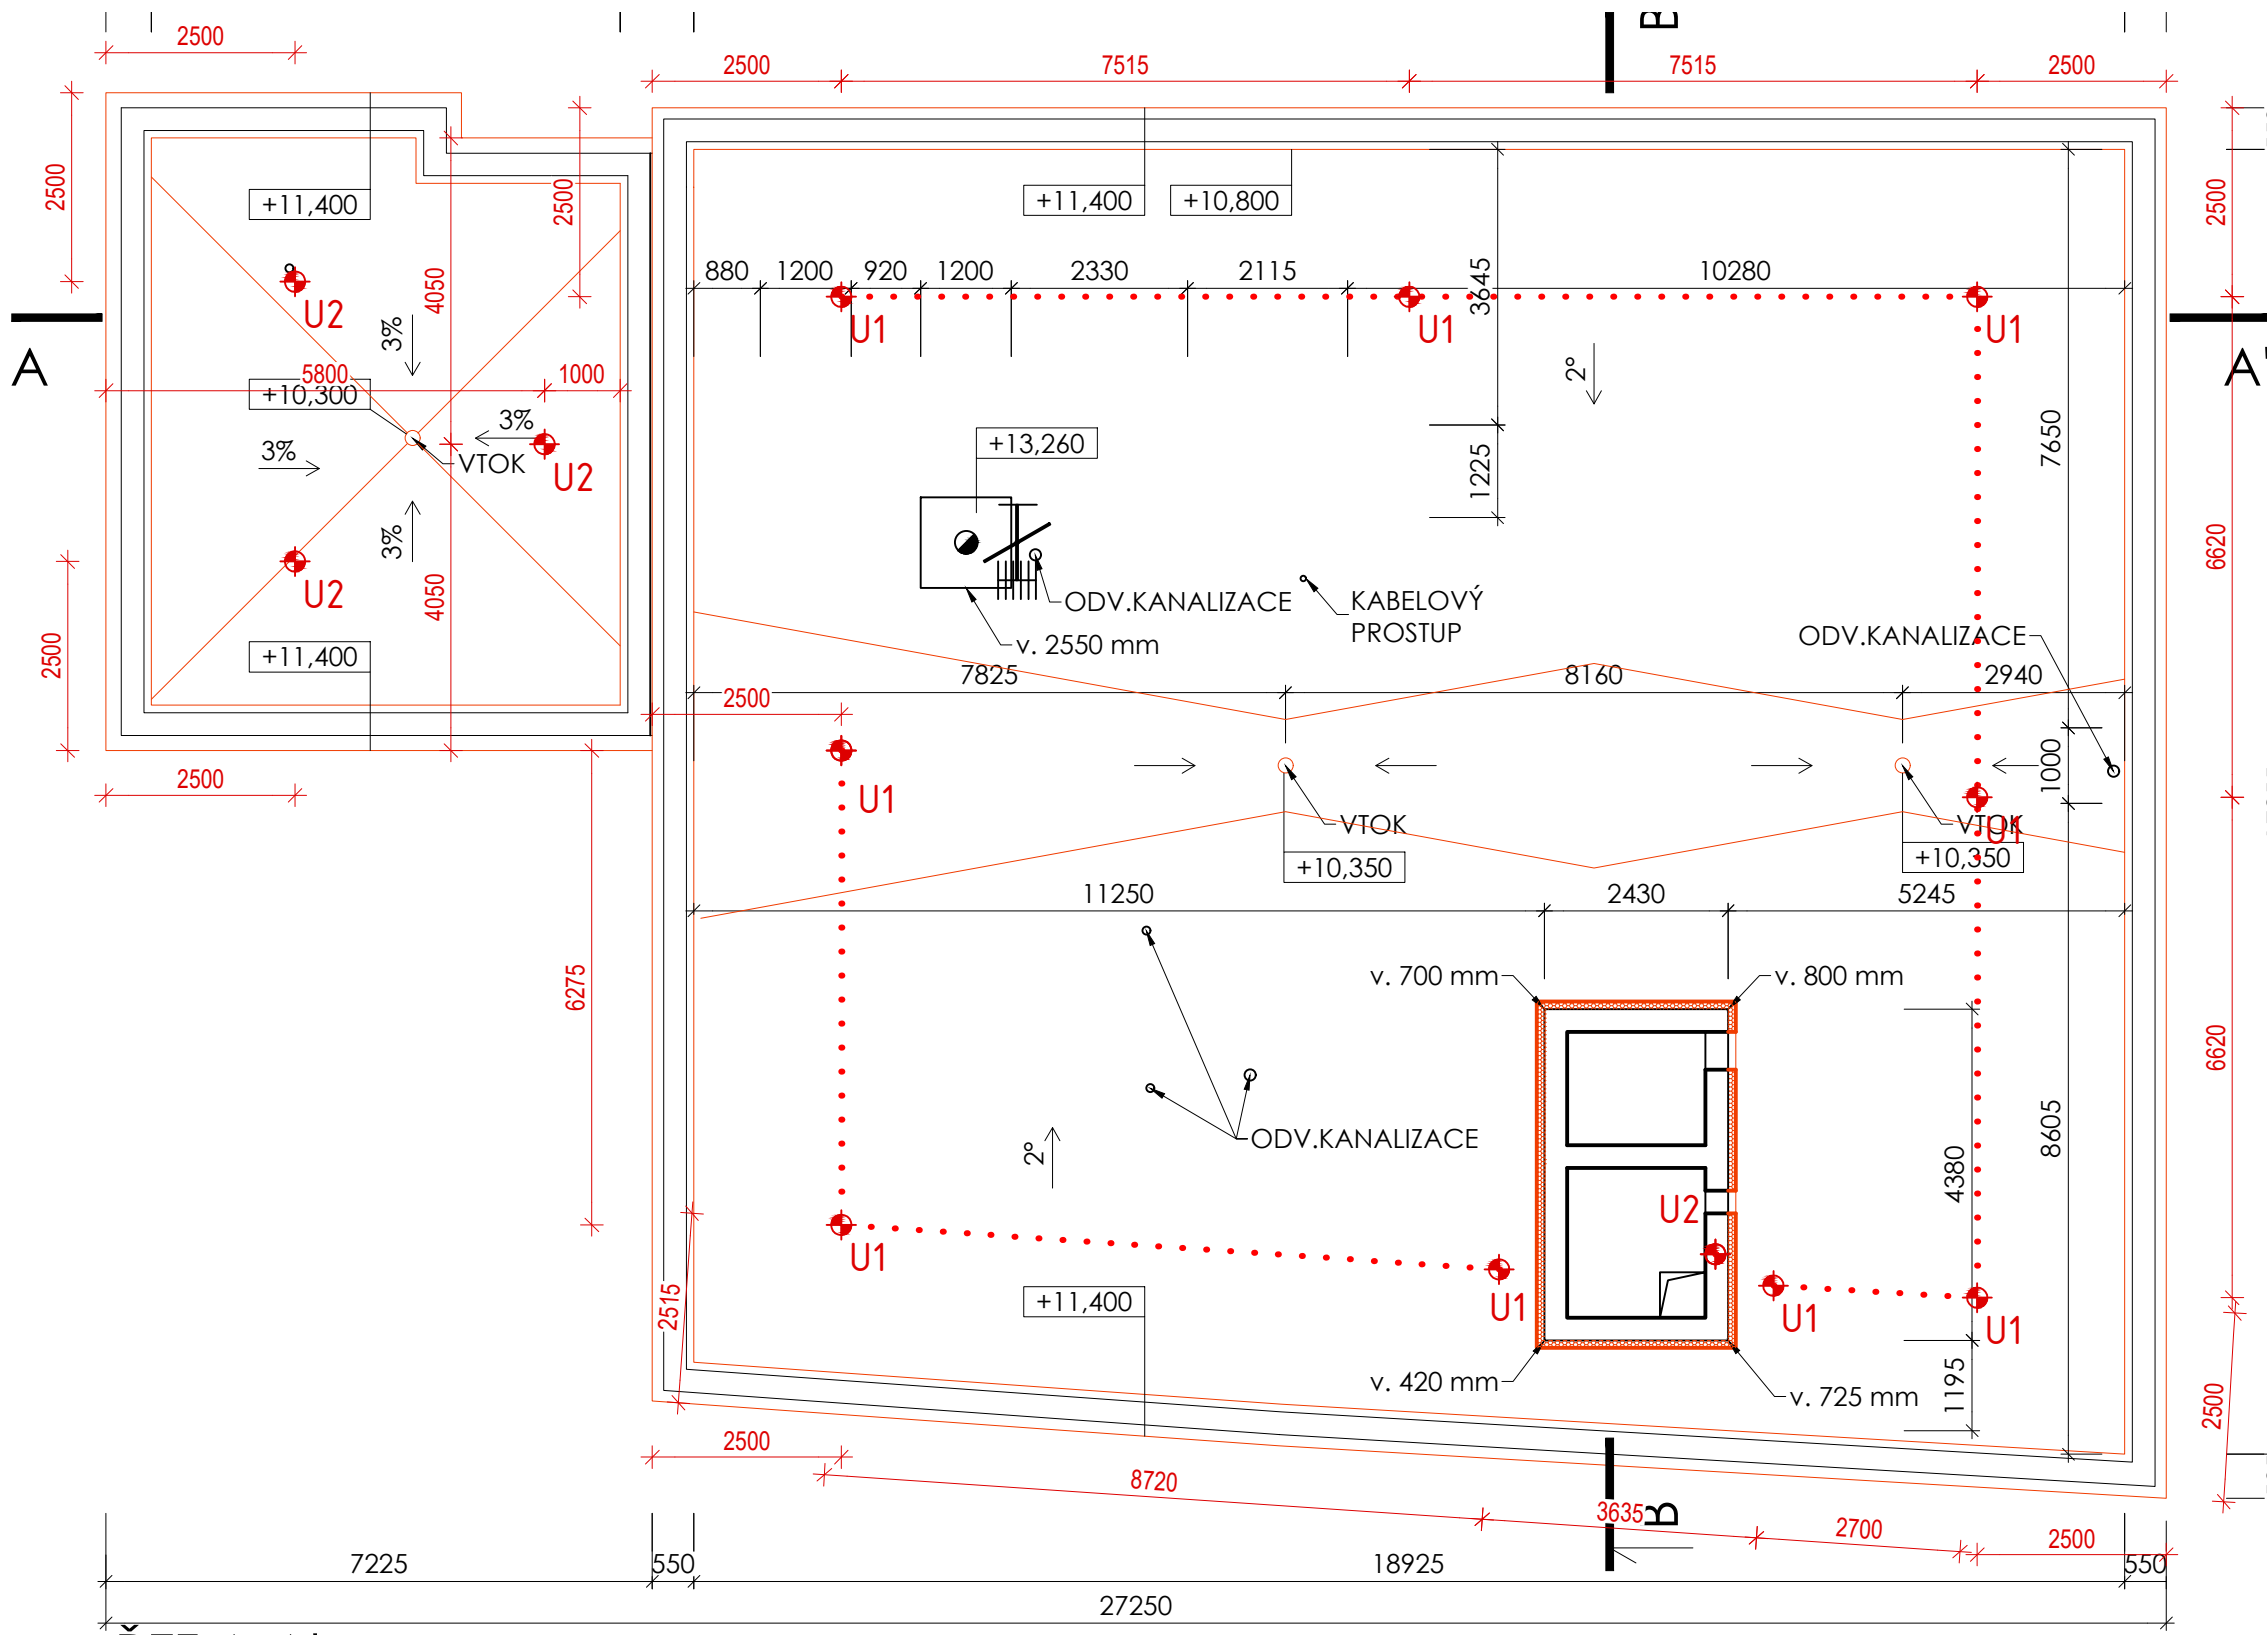 2500
2500
7515
7515
2500
B
2500
2500
2500
+11,400
+11,400
+10,800
4050
3645
880
1200
920
1200
2330
2115
10280
U2
U1
U1
U1
A
A'
3%
2°
5800
1000
+10,300
3%
3%
VTOK
U2
+13,260
1225
7650
3%
6620
U2
4050
ODV.KANALIZACE
KABELOVÝ
PROSTUP
v. 2550 mm
ODV.KANALIZACE
2500
+11,400
7825
8160
2940
2500
2500
U1
1000
VTOK
VTOK
U1
+10,350
+10,350
11250
2430
5245
6275
v. 700 mm
v. 800 mm
6620
2°
ODV.KANALIZACE
4380
8605
U2
U1
2515
+11,400
U1
U1
U1
v. 420 mm
v. 725 mm
1195
2500
2500
8720
3635
B
2700
2500
7225
550
18925
550
27250